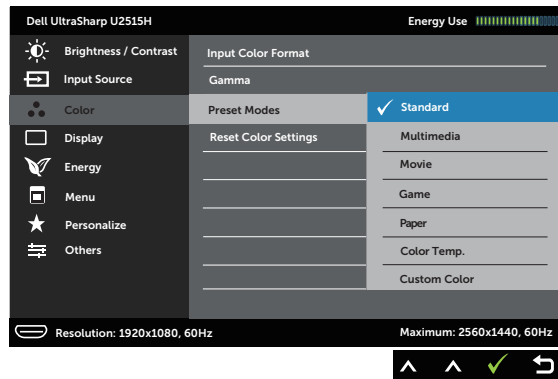 Dell UltraSharp U2515H Energy Use
Brightness / Contrast Input Color Format
Input Source Gamma
Color Preset Modes Standard
Display Reset Color Settings Multimedia
Energy Movie
Menu Game
Personalize Paper
Others Color Temp.
Custom Color
Resolution: 1920x1080, 60Hz Maximum: 2560x1440, 60Hz